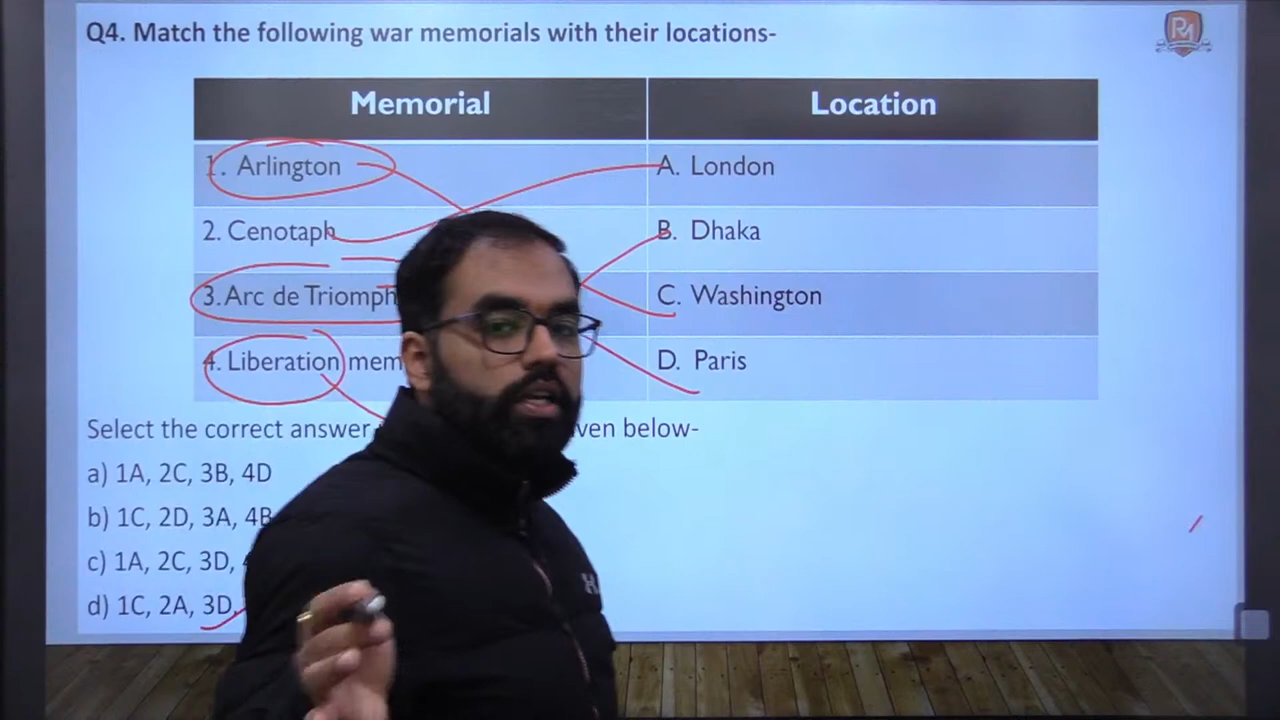 Q4. Match the following war memorials with their locations-
RM
Memorial Location
1. Arlington A. London
2. Cenotaph B. Dhaka
3. Arc de Triomph C. Washington
4. Liberation mem D. Paris
Select the correct answer ven below-
a) 1A, 2C, 3B, 4D
b) 1C, 2D, 3A, 4B
c) 1A, 2C, 3D,
d) 1C, 2A, 3D,